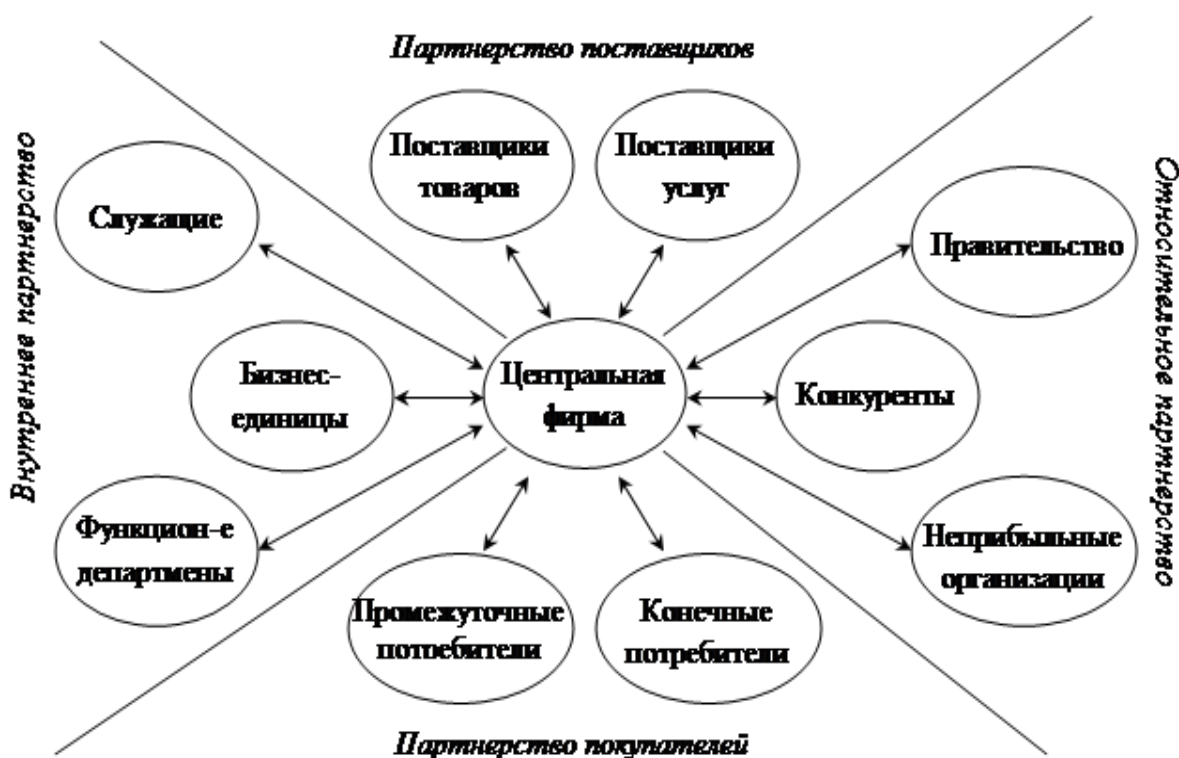 Партнерство поставщиков
Поставщики
товаров
Поставщики
услуг
Внутреннее партнерство
Служащие
Правительство
Относительное партнерство
Бизнес-
единицы
Центральная
фирма
Конкуренты
Функцион-е
департмены
Неприбыльные
организации
Промежуточные
потребители
Конечные
потребители
Партнерство покупателей